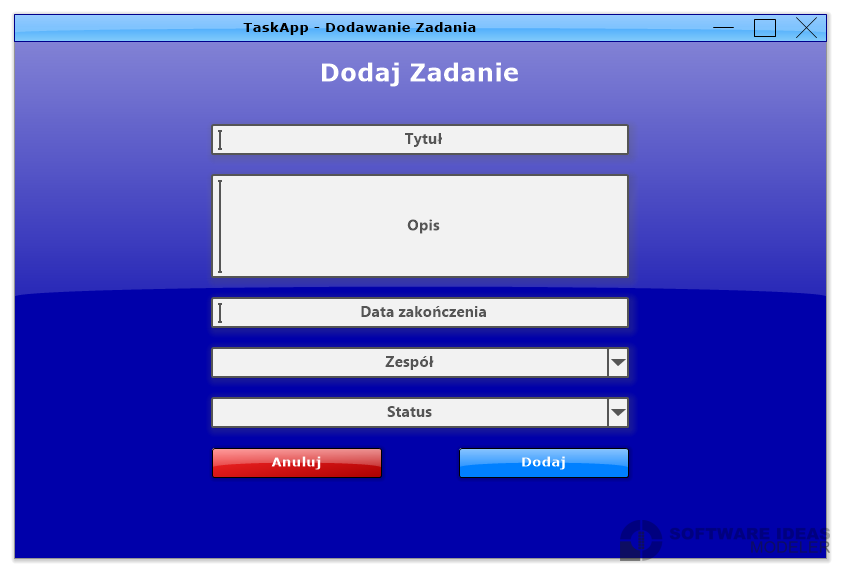 TaskApp - Dodawanie Zadania
Dodaj Zadanie
Tytuł
Opis
Data zakończenia
Zespół
Status
Anuluj
Dodaj
SOFTWARE IDEAS
MODELER